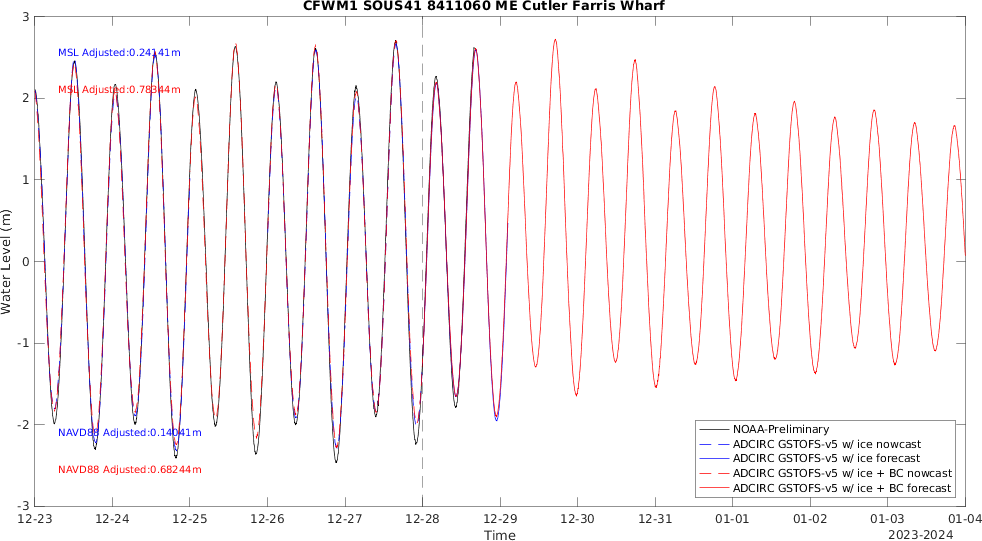 CFWM1 SOUS41 8411060 ME Cutler Farris Wharf
3
2
1
0
-1
-2
-3
Water Level (m)
MSL Adjusted:0.24141m
MSL Adjusted:0.78344m
NAVD88 Adjusted:0.14041m
NAVD88 Adjusted:0.68244m
NOAA-Preliminary
ADCIRC GSTOFS-v5 w/ ice nowcast
ADCIRC GSTOFS-v5 w/ ice forecast
ADCIRC GSTOFS-v5 w/ ice + BC nowcast
ADCIRC GSTOFS-v5 w/ ice + BC forecast
12-23 12-24 12-25 12-26 12-27 12-28 12-29 12-30 12-31 01-01 01-02 01-03 01-04
Time
2023-2024